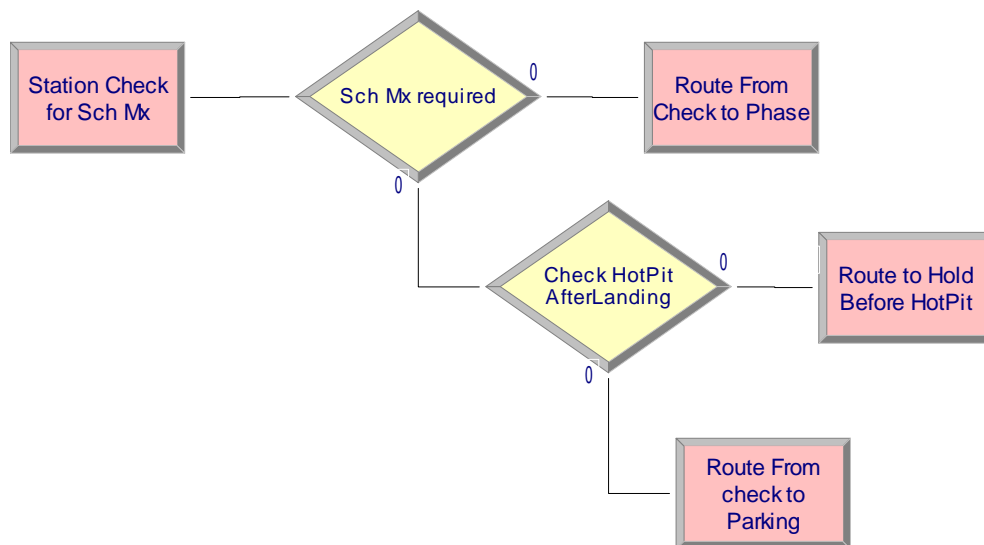 Station Check
for Sch Mx
Sch Mx required
0
0
Route From
Check to Phase
Check HotPit
AfterLanding
0
0
Route to Hold
Before HotPit
Route From
check to
Parking